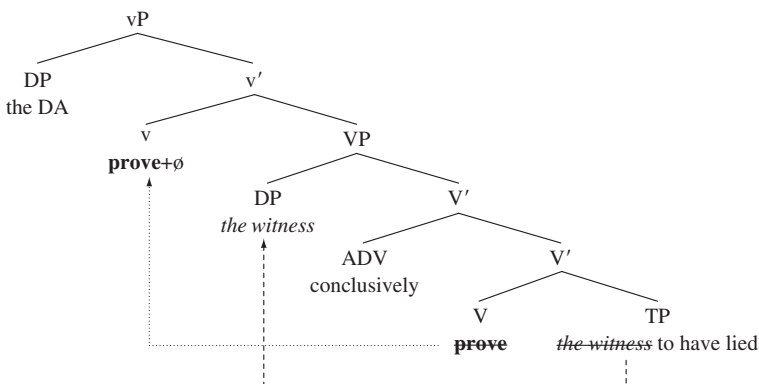 vP
DP v′
the DA
v VP
prove+ø
DP V′
the witness
ADV V′
conclusively
V TP
prove the witness to have lied